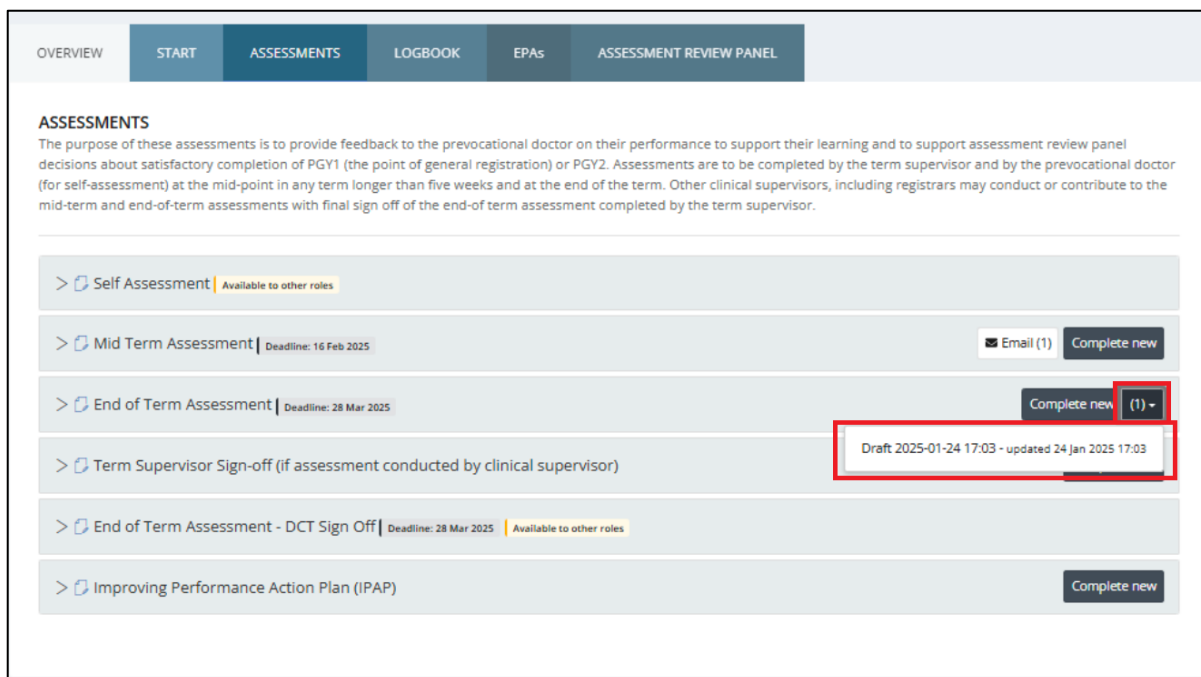 OVERVIEW START ASSESSMENTS LOGBOOK EPAs ASSESSMENT REVIEW PANEL
ASSESSMENTS
The purpose of these assessments is to provide feedback to the prevocational doctor on their performance to support their learning and to support assessment review panel
decisions about satisfactory completion of PGY1 (the point of general registration) or PGY2. Assessments are to be completed by the term supervisor and by the prevocational doctor
(for self-assessment) at the mid-point in any term longer than five weeks and at the end of the term. Other clinical supervisors, including registrars may conduct or contribute to the
mid-term and end-of-term assessments with final sign off of the end-of term assessment completed by the term supervisor.
Self Assessment Available to other roles
Mid Term Assessment Deadline: 16 Feb 2025 Email (1) Complete new
End of Term Assessment Deadline: 28 Mar 2025 Complete new (1)
Draft 2025-01-24 17:03 - updated 24 Jan 2025 17:03
Term Supervisor Sign-off (if assessment conducted by clinical supervisor)
End of Term Assessment - DCT Sign Off Deadline: 28 Mar 2025 Available to other roles
Improving Performance Action Plan (IPAP) Complete new